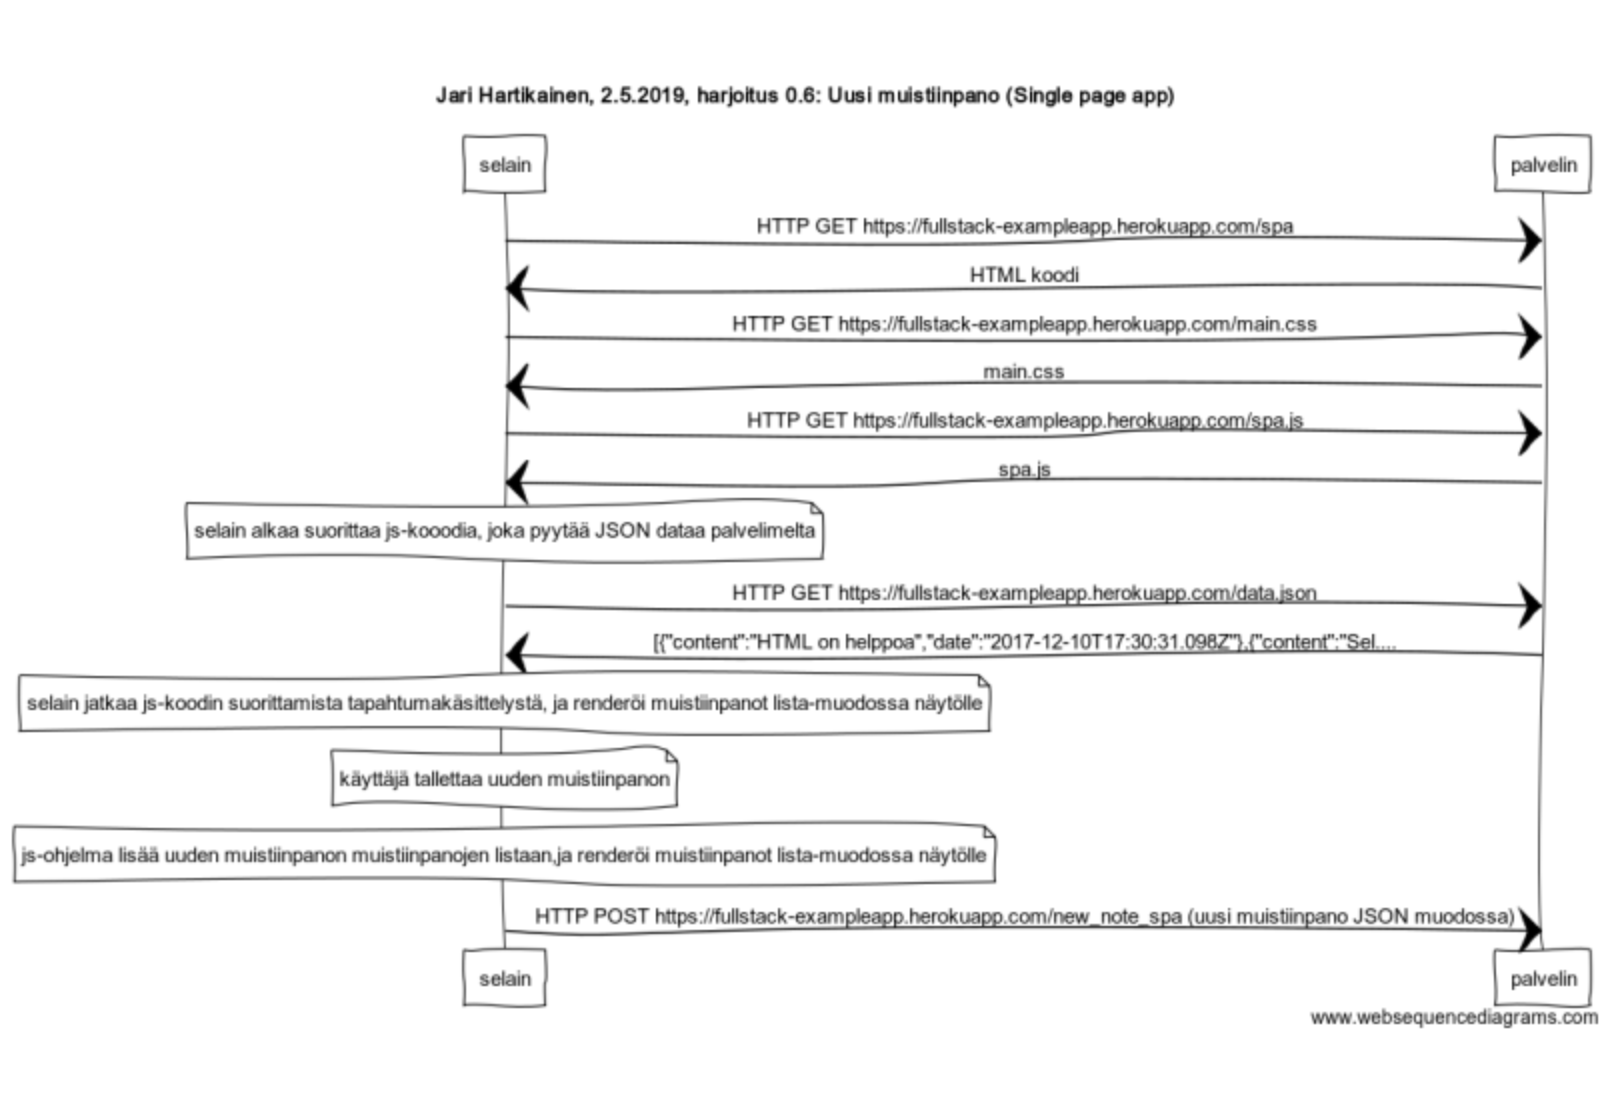 Jari Hartikainen, 2.5.2019, harjoitus 0.6: Uusi muistiinpano (Single page app)
selain
palvelin
HTTP GET https://fullstack-exampleapp.herokuapp.com/spa
HTML koodi
HTTP GET https://fullstack-exampleapp.herokuapp.com/main.css
main.css
HTTP GET https://fullstack-exampleapp.herokuapp.com/spa.js
spa.js
selain alkaa suorittaa js-kooodia, joka pyytää JSON dataa palvelimelta
HTTP GET https://fullstack-exampleapp.herokuapp.com/data.json
[{"content":"HTML on helppoa","date":"2017-12-10T17:30:31.098Z"},{"content":"Sel....
selain jatkaa js-koodin suorittamista tapahtumakäsittelystä, ja renderöi muistiinpanot lista-muodossa näytölle
käyttäjä tallettaa uuden muistiinpanon
js-ohjelma lisää uuden muistiinpanon muistiinpanojen listaan,ja renderöi muistiinpanot lista-muodossa näytölle
HTTP POST https://fullstack-exampleapp.herokuapp.com/new_note_spa (uusi muistiinpano JSON muodossa)
selain
palvelin
www.websequencediagrams.com